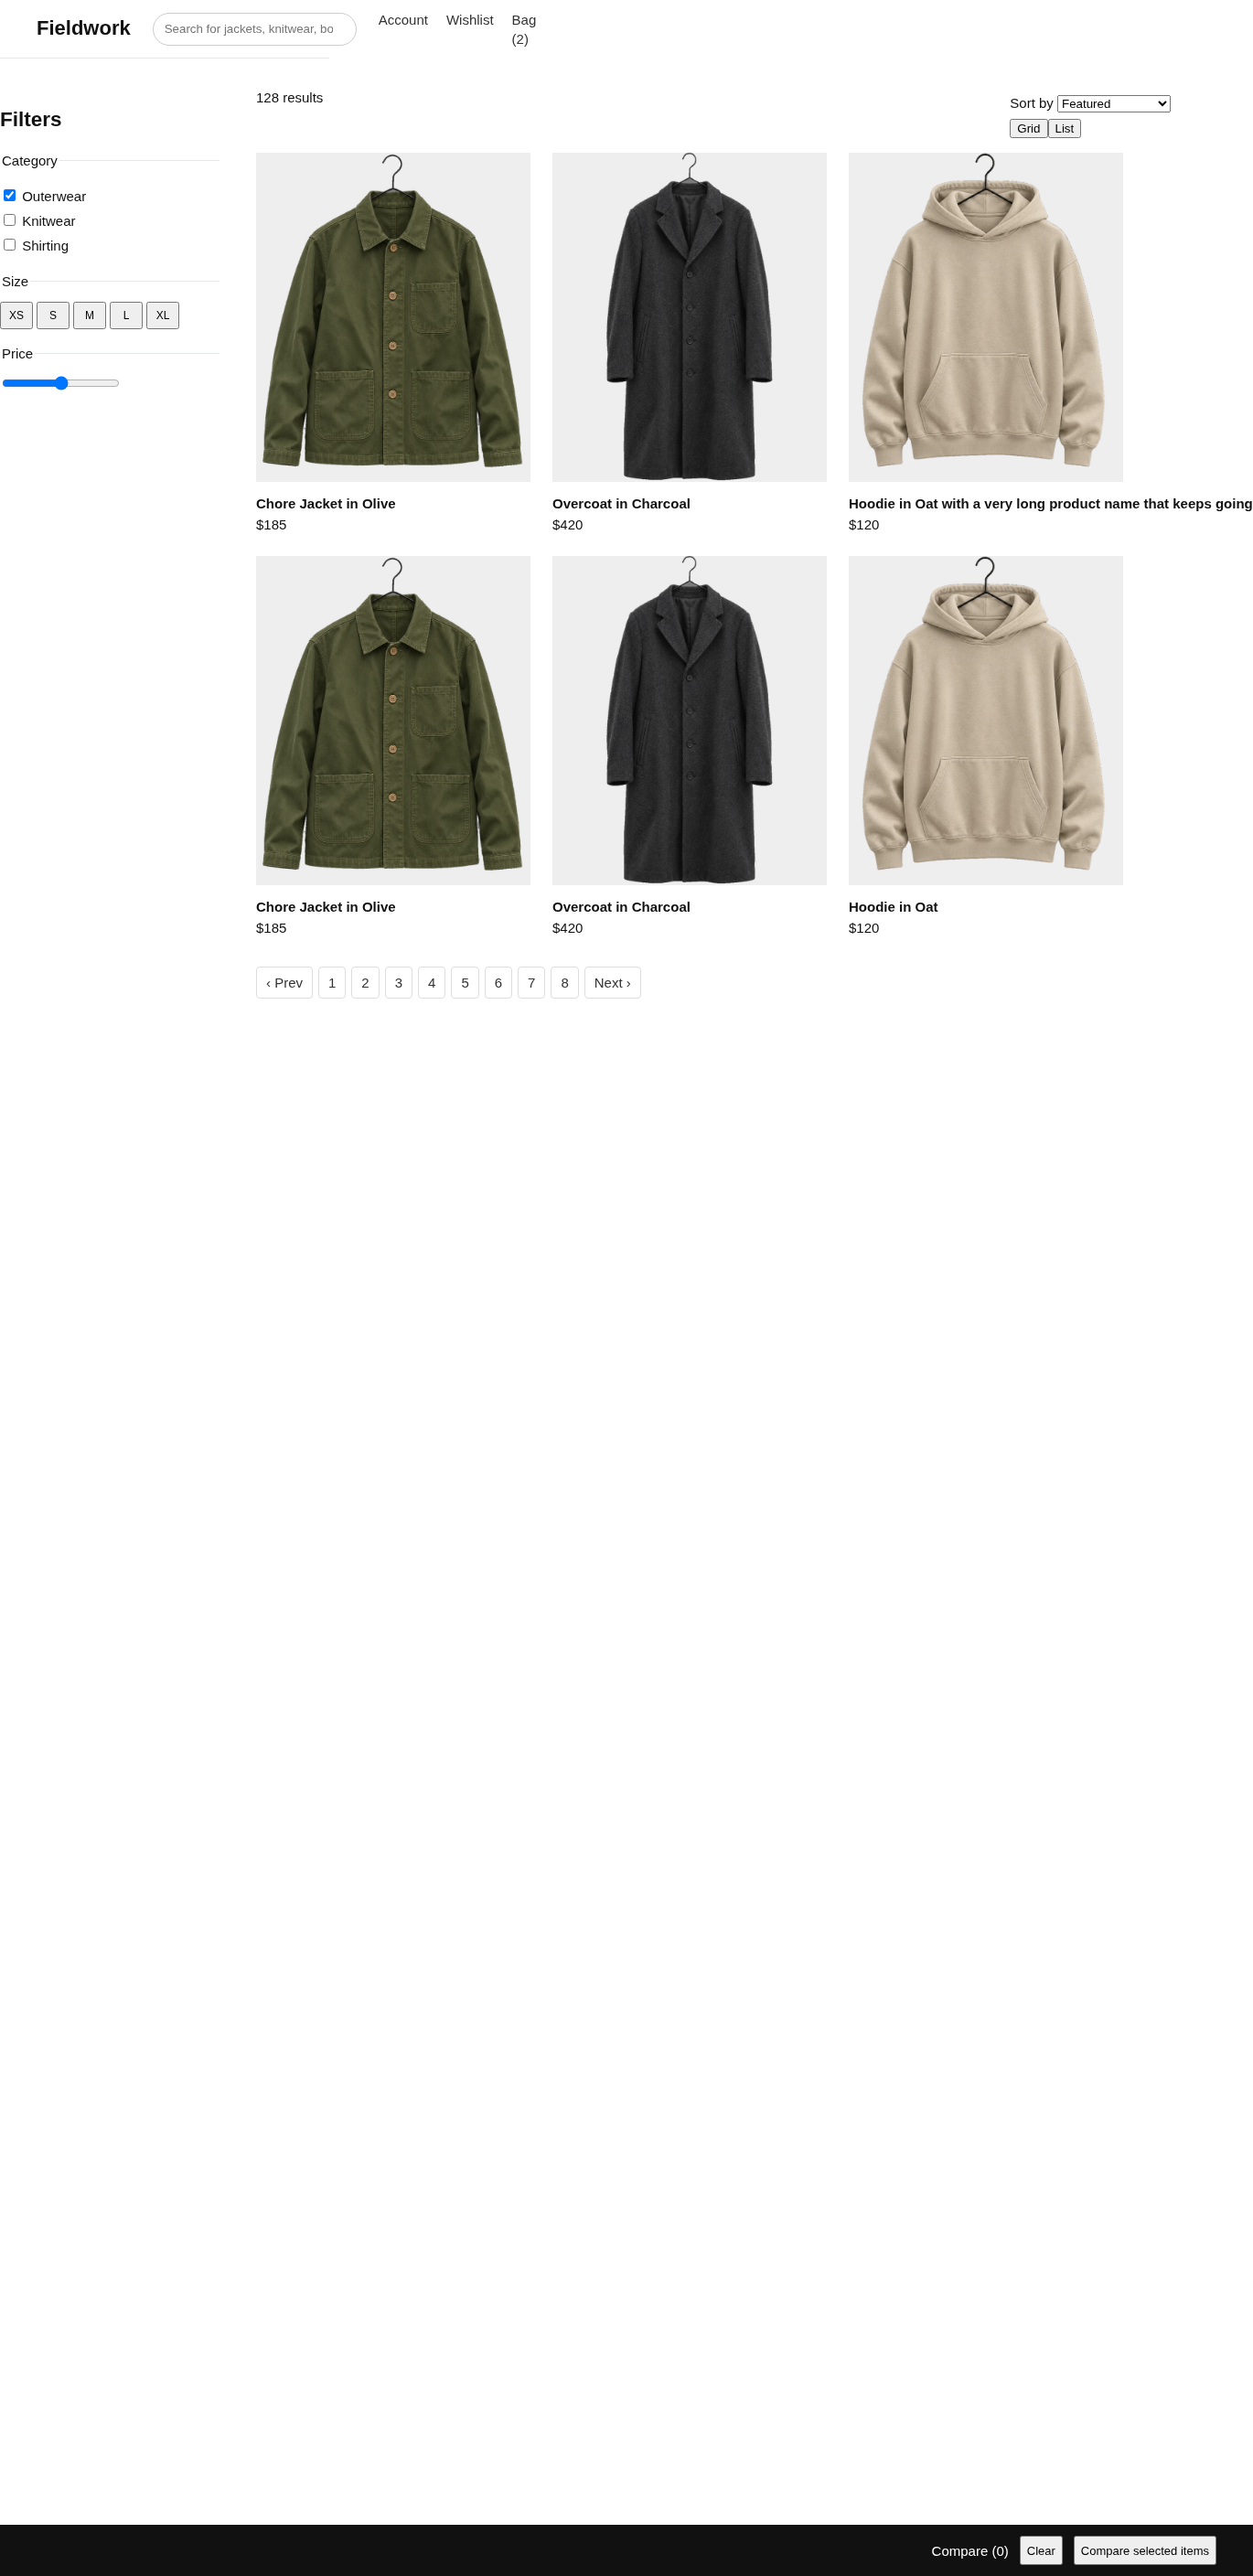 Fieldwork
Search for jackets, knitwear, bo
Account
Wishlist
Bag
(2)
128 results
Sort by Featured
Grid List
Filters
Category
Outerwear
Knitwear
Shirting
Size
XS S M L XL
Price
Chore Jacket in Olive
$185
Overcoat in Charcoal
$420
Hoodie in Oat with a very long product name that keeps going
$120
Chore Jacket in Olive
$185
Overcoat in Charcoal
$420
Hoodie in Oat
$120
‹ Prev 1 2 3 4 5 6 7 8 Next ›
Compare (0) Clear Compare selected items